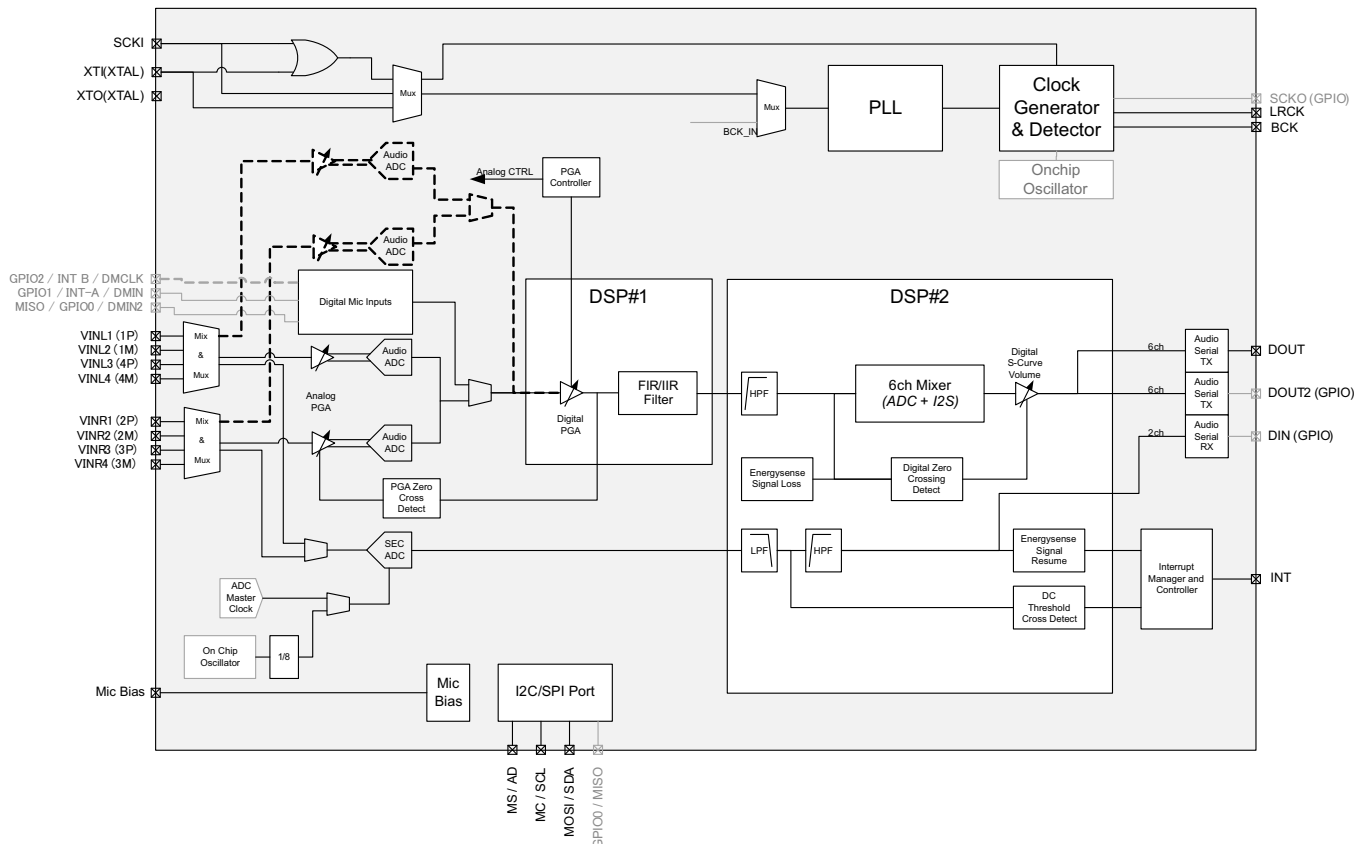 SCKI
XTI(XTAL)
XTO(XTAL)
Mux
Mux
BCK_IN
PLL
Clock
Generator
& Detector
Onchip
Oscillator
SCKO (GPIO)
LRCK
BCK
Audio
ADC
Analog CTRL
PGA
Controller
Audio
ADC
GPIO2 / INT B / DMCLK
GPIO1 / INT-A / DMIN
MISO / GPIO0 / DMIN2
Digital Mic Inputs
VINL1 (1P)
VINL2 (1M)
VINL3 (4P)
VINL4 (4M)
Mix
&
Mux
Audio
ADC
Analog
PGA
VINR1 (2P)
VINR2 (2M)
VINR3 (3P)
VINR4 (3M)
Mix
&
Mux
Audio
ADC
PGA Zero
Cross
Detect
DSP#1
Digital
PGA
FIR/IIR
Filter
DSP#2
HPF
6ch Mixer
(ADC + I2S)
Digital
S-Curve
Volume
Energysense
Signal Loss
Digital Zero
Crossing
Detect
6ch
Audio
Serial
TX
DOUT
6ch
Audio
Serial
TX
DOUT2 (GPIO)
2ch
Audio
Serial
RX
DIN (GPIO)
SEC
ADC
LPF
HPF
Energysense
Signal
Resume
DC
Threshold
Cross Detect
Interrupt
Manager and
Controller
INT
ADC
Master
Clock
On Chip
Oscillator
1/8
Mic Bias
Mic
Bias
I2C/SPI Port
MS / AD
MC / SCL
MOSI / SDA
GPIO0 / MISO